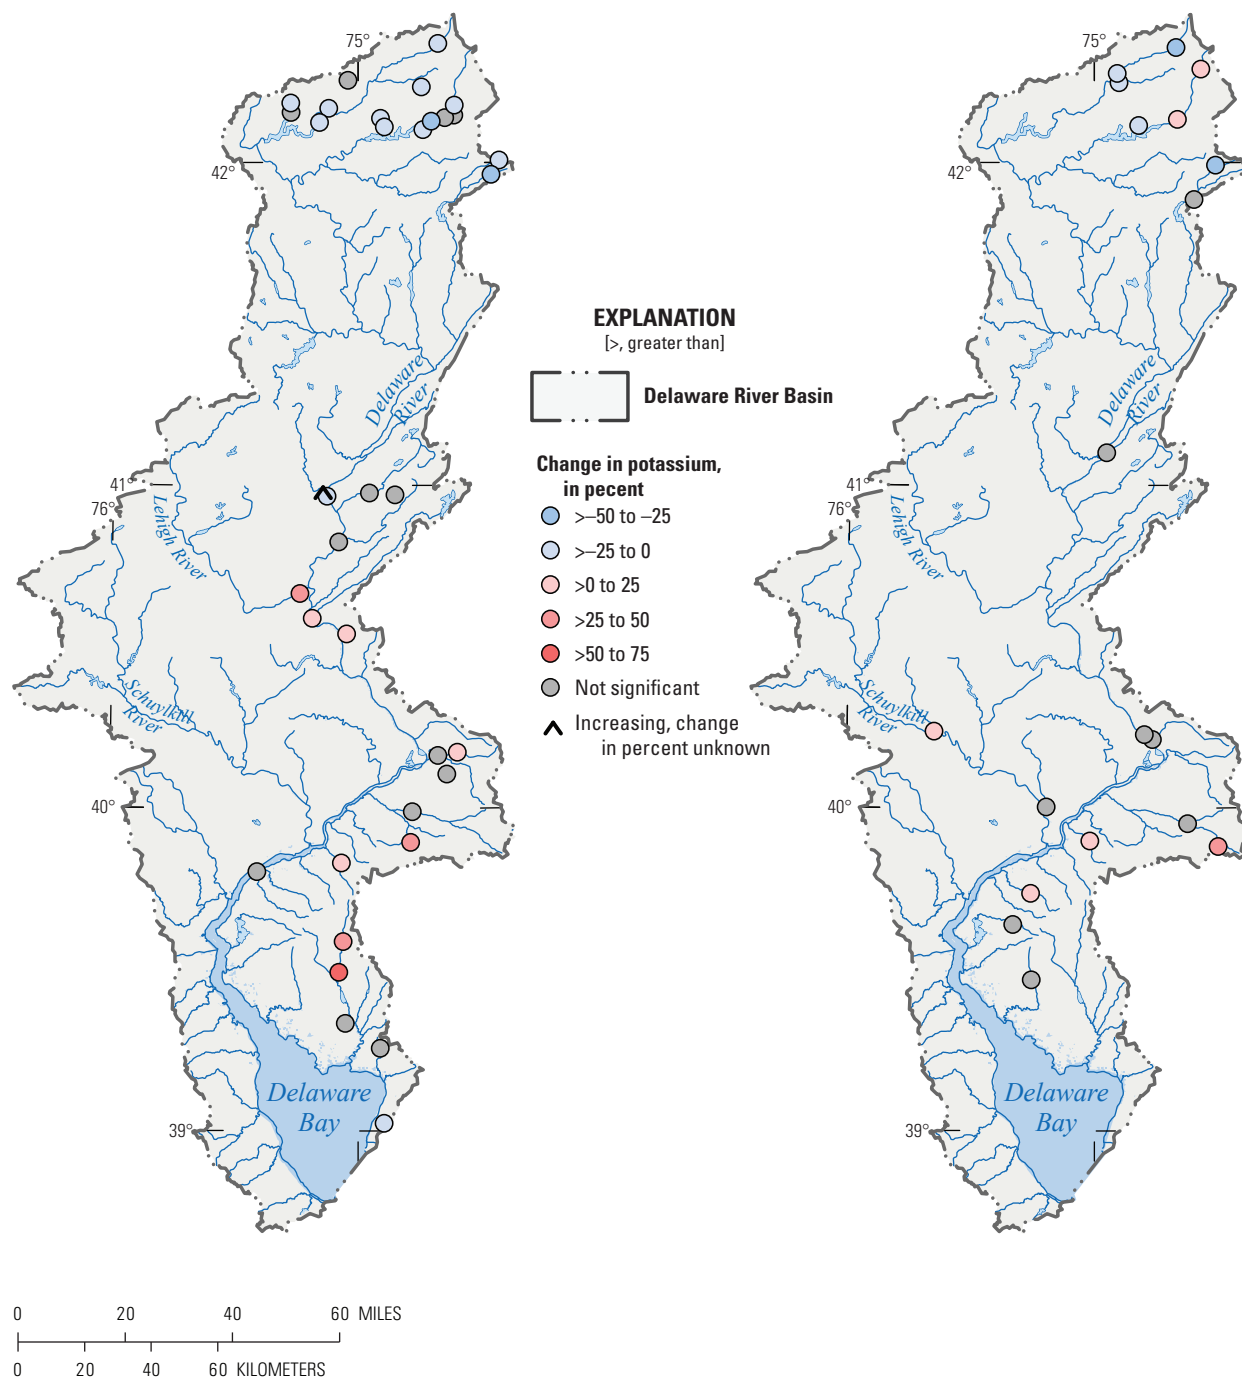 75°
42°
Delaware
River
41°
76°
Lehigh River
Schuylkill
River
40°
Delaware
Bay
39°
EXPLANATION
[>, greater than]
Delaware River Basin
Change in potassium,
in pecent
>–50 to –25
>–25 to 0
>0 to 25
>25 to 50
>50 to 75
Not significant
Increasing, change
in percent unknown
75°
42°
Delaware
River
41°
76°
Lehigh River
Schuylkill
River
40°
Delaware
Bay
39°
0 20 40 60 MILES
0 20 40 60 KILOMETERS